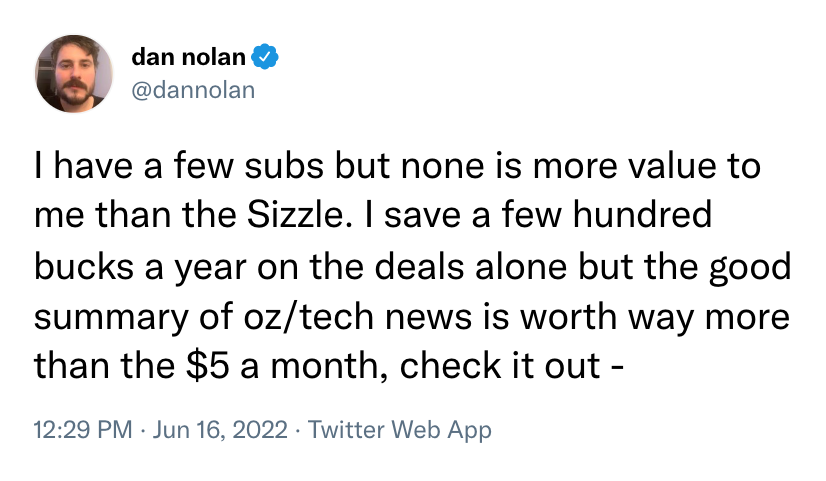 dan nolan
@dannolan
I have a few subs but none is more value to
me than the Sizzle. I save a few hundred
bucks a year on the deals alone but the good
summary of oz/tech news is worth way more
than the $5 a month, check it out -
12:29 PM · Jun 16, 2022 · Twitter Web App